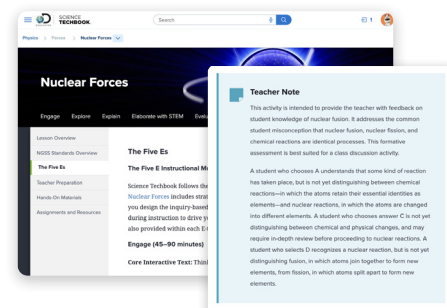 SCIENCE
TECHBOOK.
Search
1
Physics > Forces > Nuclear Forces
Nuclear Forces
Engage Explore Explain Elaborate with STEM
Lesson Overview
NGSS Standards Overview
The Five Es
Teacher Preparation
Hands-On Materials
Assignments and Resources
The Five Es
The Five E Instructional
Science Techbook follows the
Nuclear Forces includes
you design the inquiry-based
during instruction to drive
also provided within each
Engage (45–90 minutes)
Core Interactive Text:
Teacher Note
This activity is intended to provide the teacher with feedback on
student knowledge of nuclear fusion. It addresses the common
student misconception that nuclear fusion, nuclear fission, and
chemical reactions are identical processes. This formative
assessment is best suited for a class discussion activity.
A student who chooses A understands that some kind of reaction
has taken place, but is not yet distinguishing between chemical
reactions—in which the atoms maintain their identities as
elements—and nuclear reactions, in which the atoms are changed
into different elements. A student who chooses answer C is not yet
distinguishing between chemical and physical changes, and may
require in-depth review before proceeding to nuclear reactions. A
student who selects D recognizes a nuclear reaction, but is not yet
distinguishing fusion, in which atoms join together to form new
elements, from fission, in which atoms split apart to form new
elements.